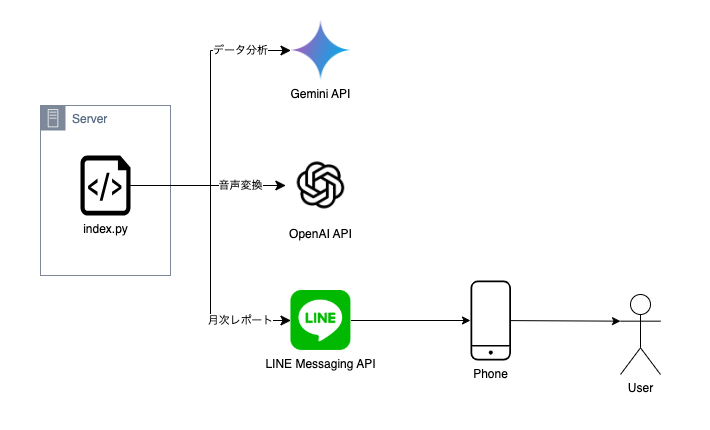 データ分析
Gemini API
Server
</>
index.py
音声変換
OpenAI API
月次レポート
LINE
LINE Messaging API
Phone
User